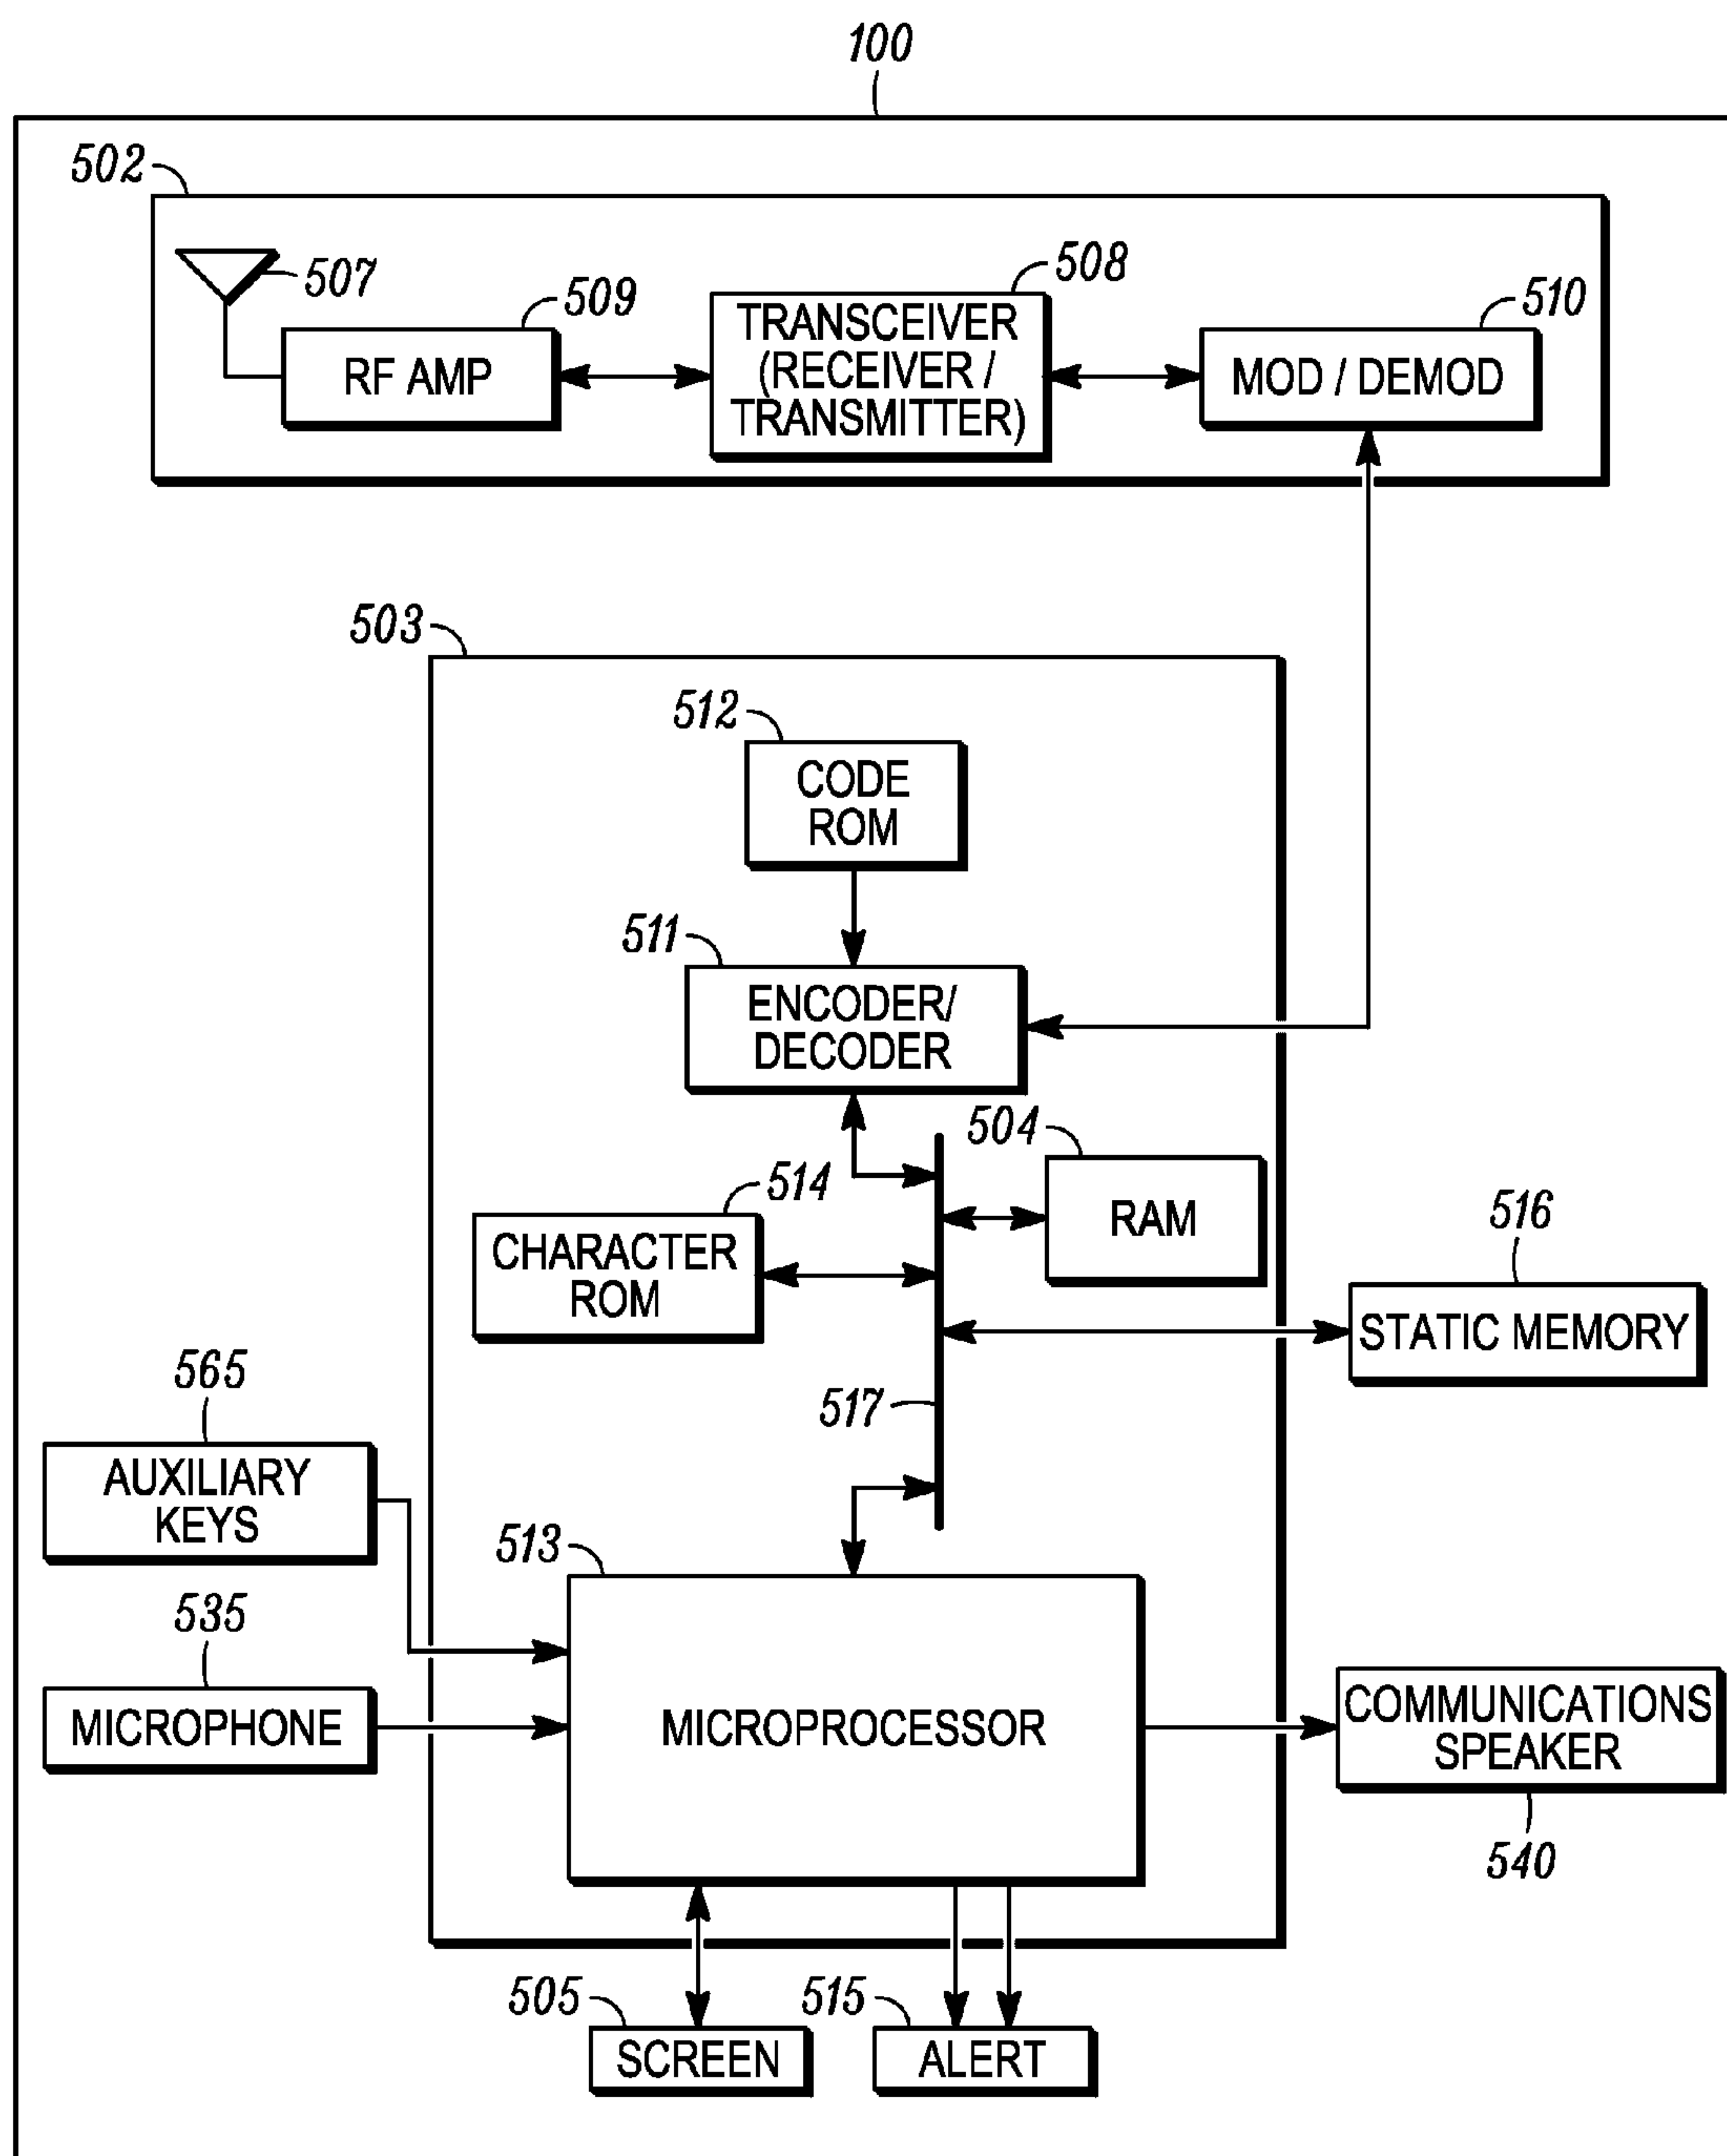 100
502
507
509
RF AMP
508
TRANSCEIVER
(RECEIVER /
TRANSMITTER)
510
MOD / DEMOD
503
512
CODE
ROM
511
ENCODER/
DECODER
504
RAM
514
CHARACTER
ROM
516
STATIC MEMORY
517
565
AUXILIARY
KEYS
513
MICROPROCESSOR
535
MICROPHONE
COMMUNICATIONS
SPEAKER
540
505
SCREEN
515
ALERT